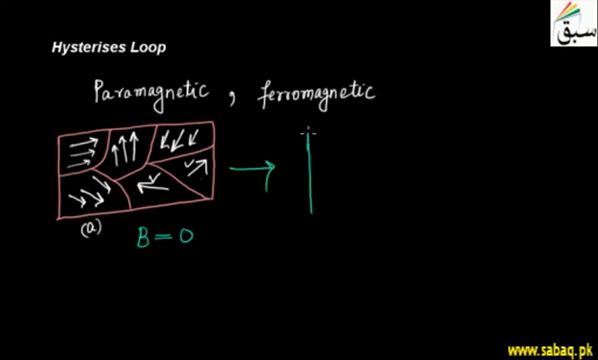 Hysterises Loop
سبق
Paramagnetic , ferromagnetic
(a)
B = 0
www.sabaq.pk